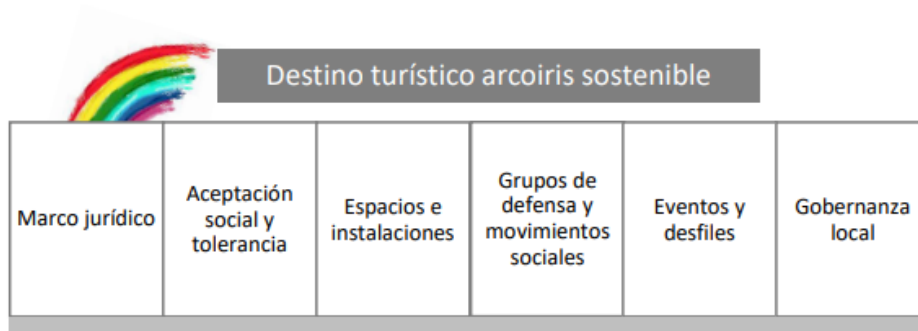 Destino turístico arcoiris sostenible
Marco jurídico
Aceptación
social y
tolerancia
Espacios e
instalaciones
Grupos de
defensa y
movimientos
sociales
Eventos y
desfiles
Gobernanza
local